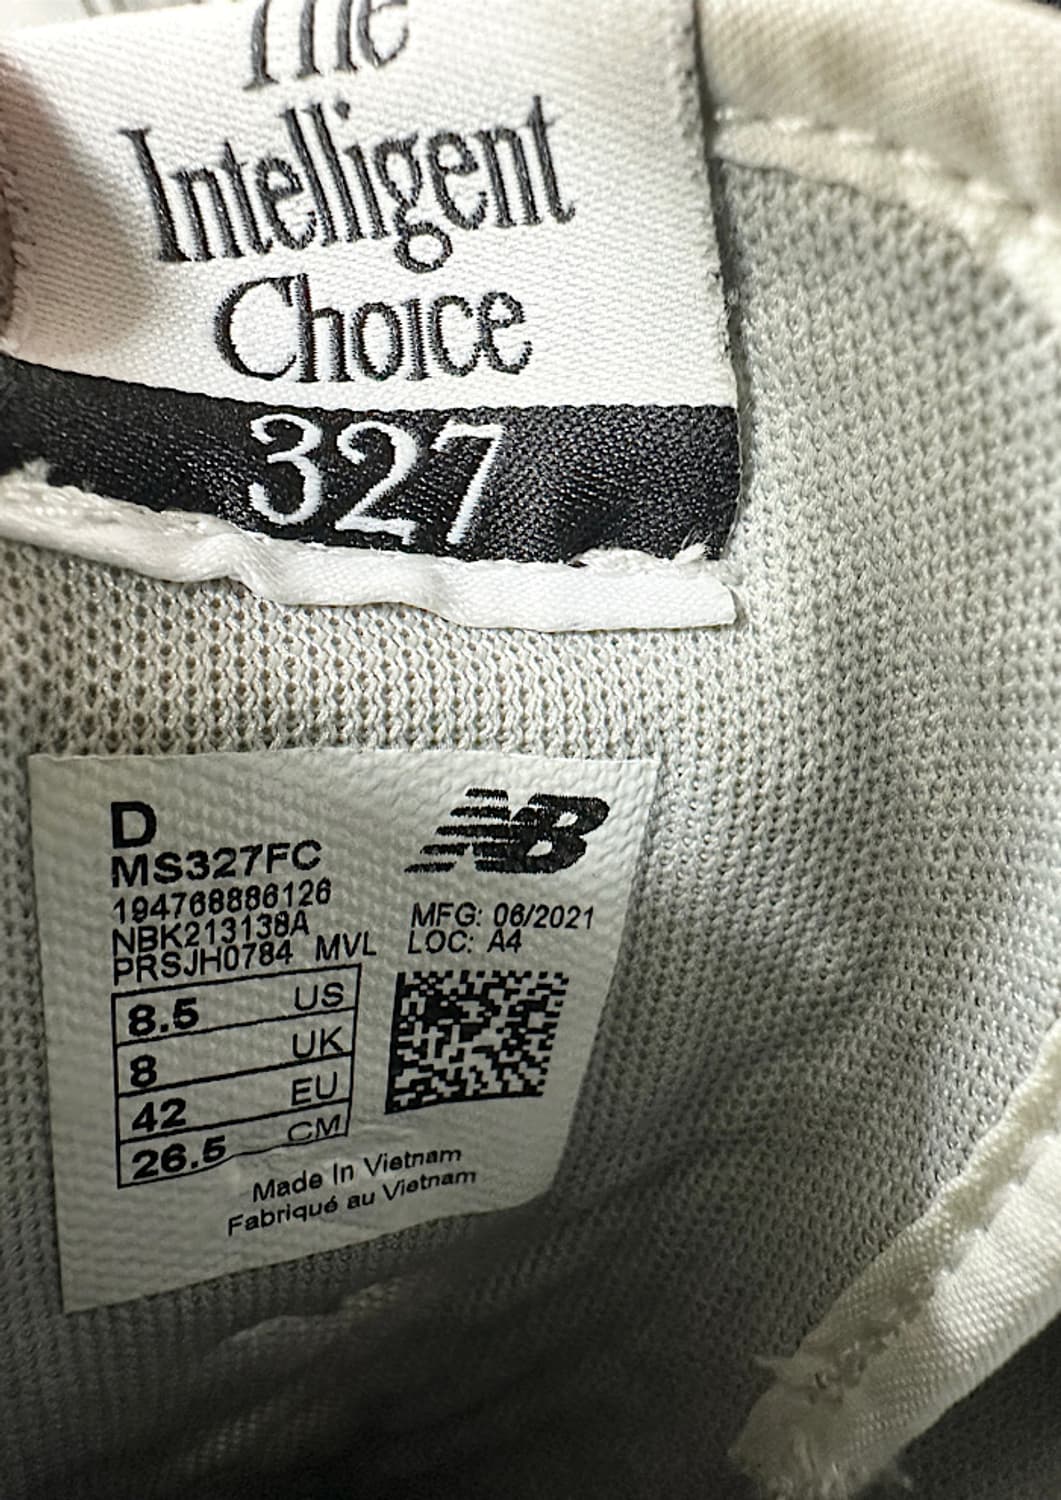 The
Intelligent
Choice
327
D
MS327FC
194768886126
NBK213138A
PRSJH0784 MVL
NB
MFG: 06/2021
LOC: A4
8.5 US
8 UK
42 EU
26.5 CM
Made In Vietnam
Fabriqué au Vietnam